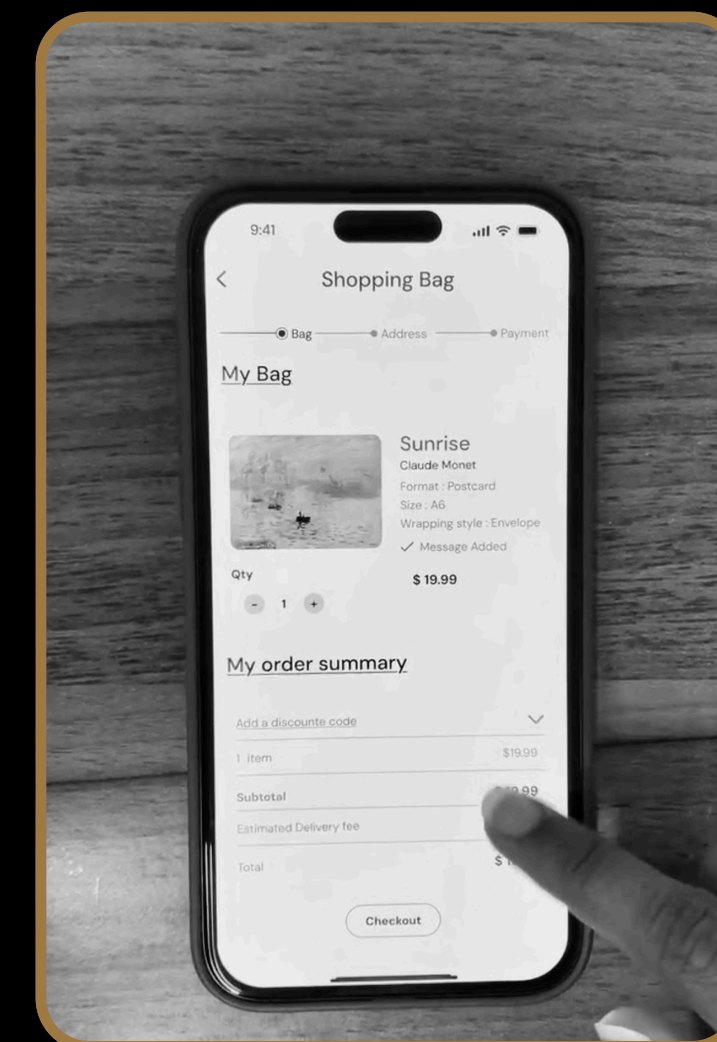 9:41
Shopping Bag
Bag Address Payment
My Bag
Sunrise
Claude Monet
Format : Postcard
Size : A6
Wrapping style : Envelope
✓ Message Added
$ 19.99
Qty
- 1 +
My order summary
Add a discounte code
1 item $19.99
Subtotal
Estimated Delivery fee
Total
Checkout